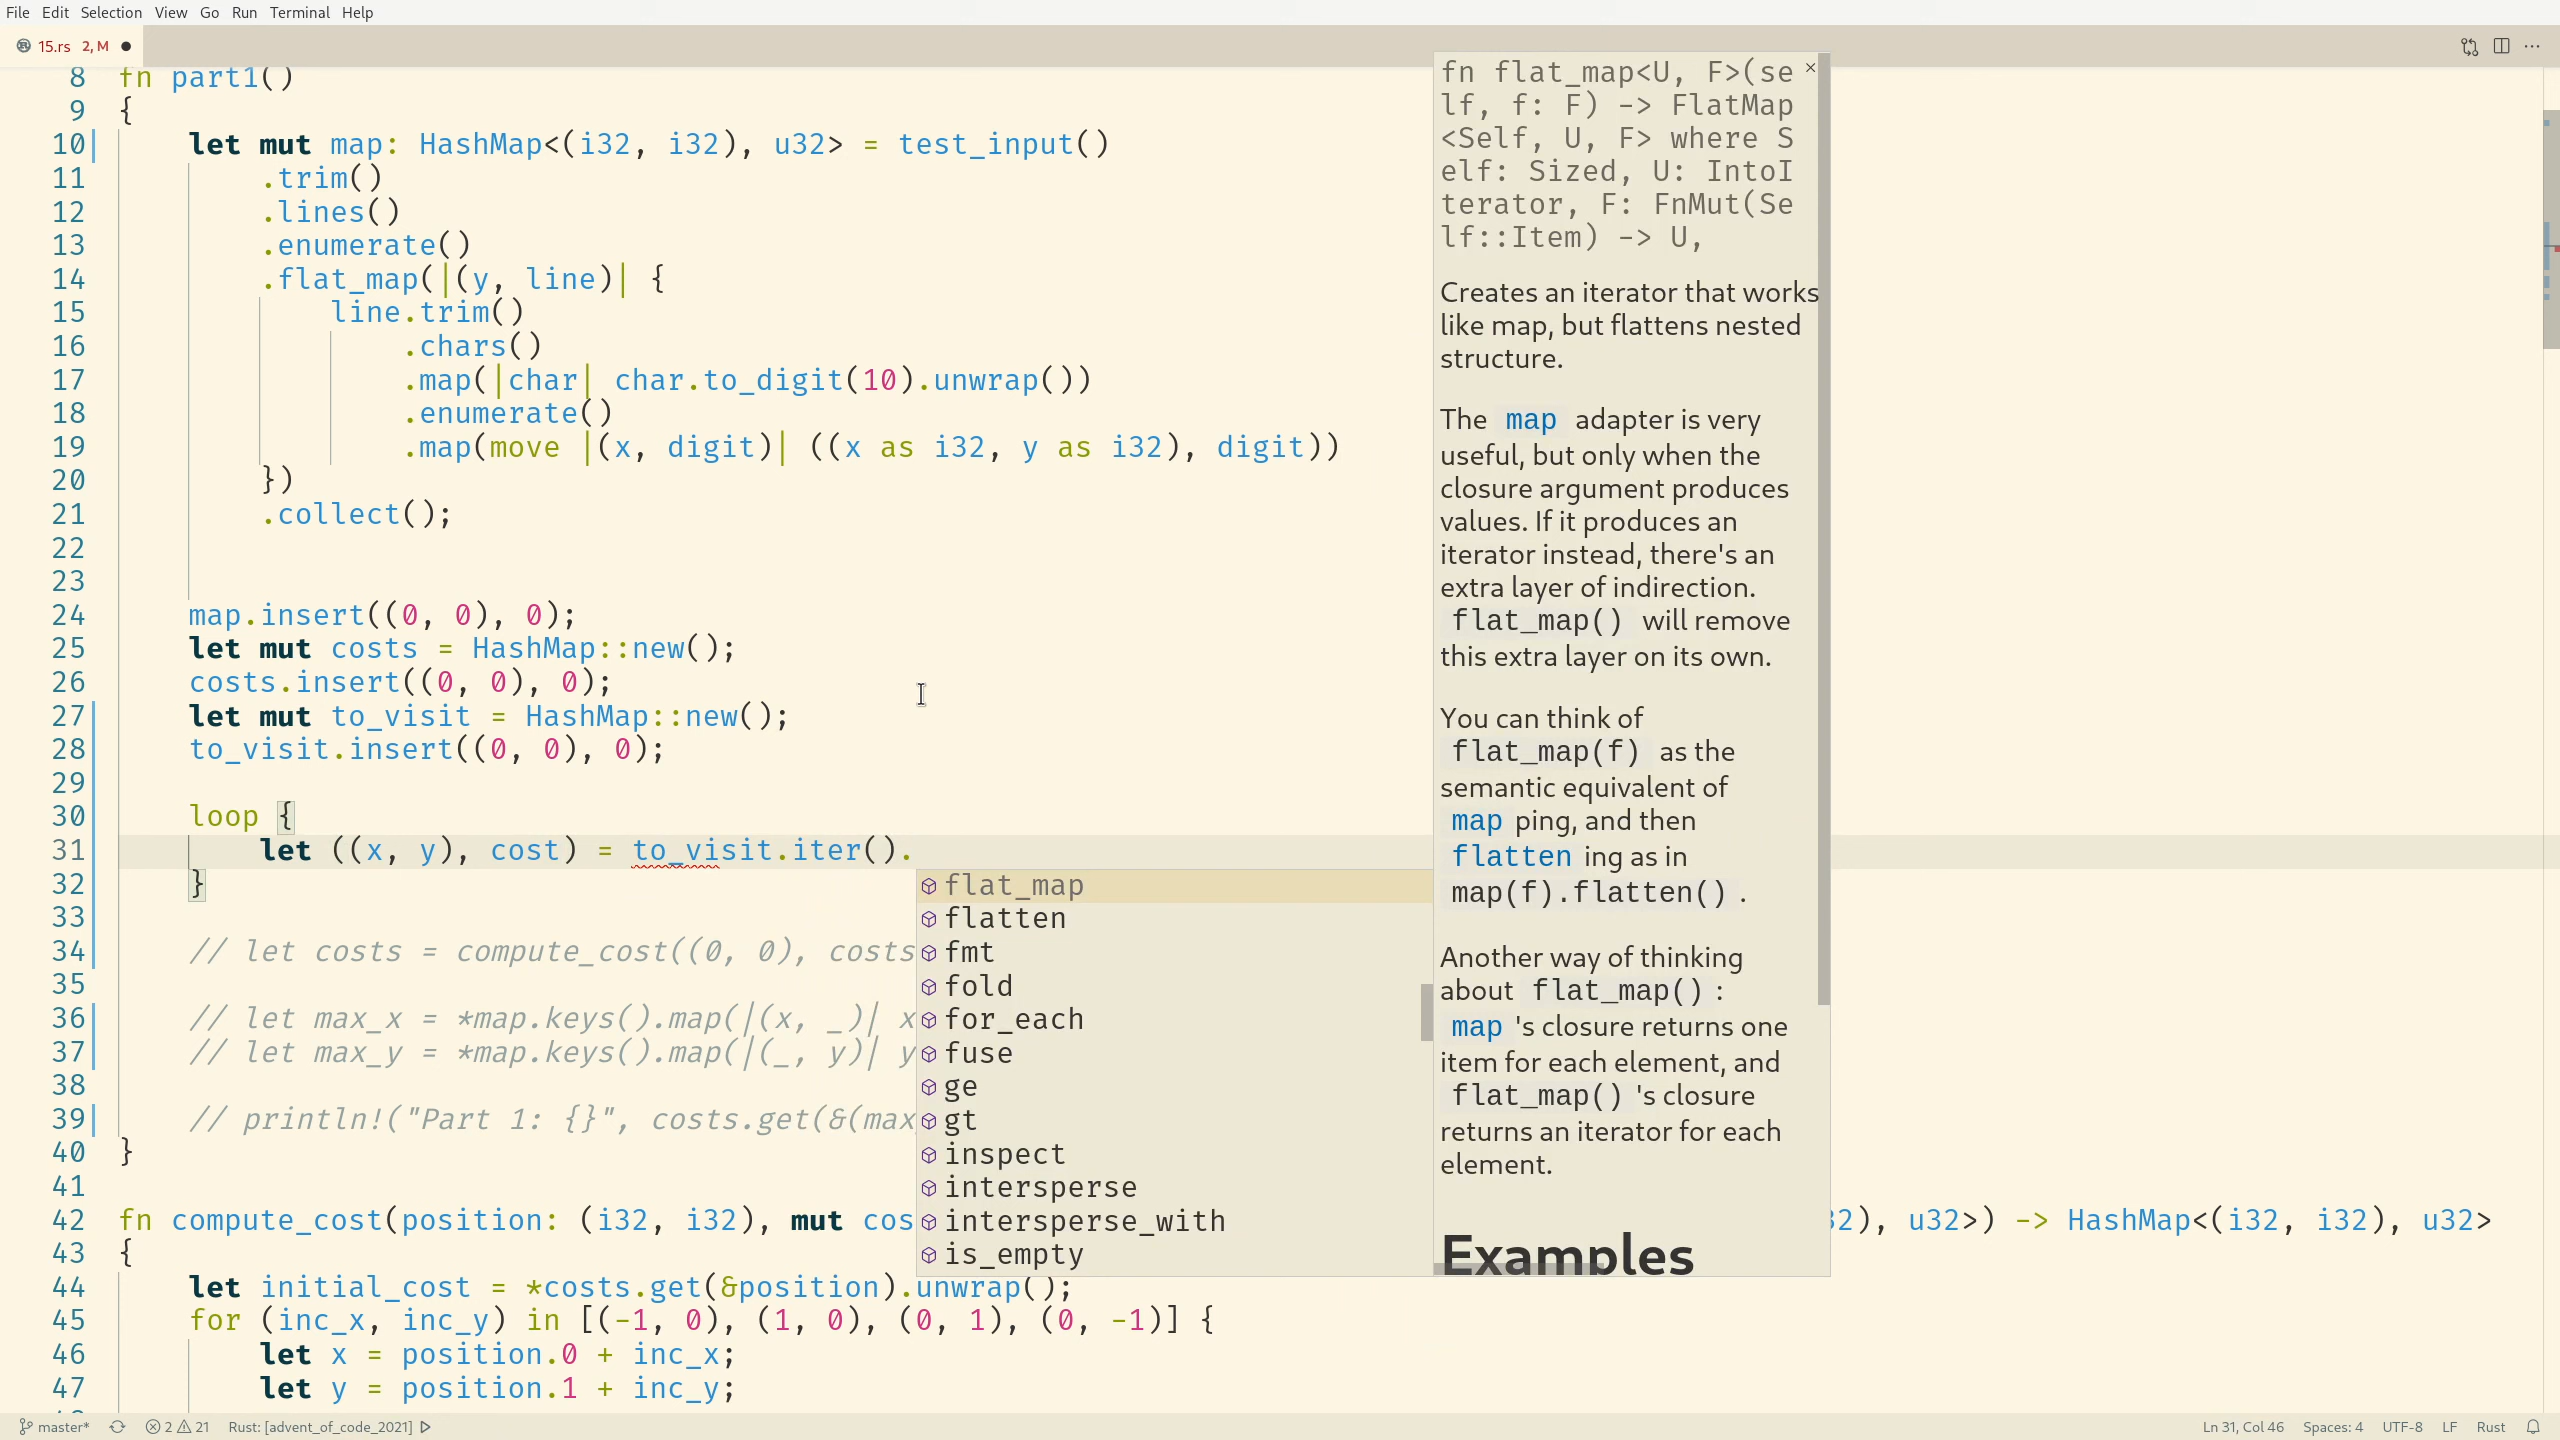 File Edit Selection View Go Run Terminal Help
15.rs 2, M
8 fn part1()
9 {
10 let mut map: HashMap<(i32, i32), u32> = test_input()
11 .trim()
12 .lines()
13 .enumerate()
14 .flat_map(|(y, line)| {
15 line.trim()
16 .chars()
17 .map(|char| char.to_digit(10).unwrap())
18 .enumerate()
19 .map(move |(x, digit)| ((x as i32, y as i32), digit))
20 })
21 .collect();
22
23
24 map.insert((0, 0), 0);
25 let mut costs = HashMap::new();
26 costs.insert((0, 0), 0);
27 let mut to_visit = HashMap::new();
28 to_visit.insert((0, 0), 0);
29
30 loop {
31 let ((x, y), cost) = to_visit.iter().
32 }
33
34 // let costs = compute_cost((0, 0), costs
35
36 // let max_x = *map.keys().map(|(x, _)| x
37 // let max_y = *map.keys().map(|(_, y)| y
38
39 // println!("Part 1: {}", costs.get(&(max
40 }
41
42 fn compute_cost(position: (i32, i32), mut cos 32), u32>) -> HashMap<(i32, i32), u32>
43 {
44 let initial_cost = *costs.get(&position).unwrap();
45 for (inc_x, inc_y) in [(-1, 0), (1, 0), (0, 1), (0, -1)] {
46 let x = position.0 + inc_x;
47 let y = position.1 + inc_y;
flat_map
flatten
fmt
fold
for_each
fuse
ge
gt
inspect
intersperse
intersperse_with
is_empty
fn flat_map<U, F>(se
lf, f: F) -> FlatMap
<Self, U, F> where S
elf: Sized, U: IntoI
terator, F: FnMut(Se
lf::Item) -> U,
Creates an iterator that works
like map, but flattens nested
structure.
The map adapter is very
useful, but only when the
closure argument produces
values. If it produces an
iterator instead, there's an
extra layer of indirection.
flat_map() will remove
this extra layer on its own.
You can think of
flat_map(f) as the
semantic equivalent of
map ping, and then
flatten ing as in
map(f).flatten() .
Another way of thinking
about flat_map() :
map 's closure returns one
item for each element, and
flat_map() 's closure
returns an iterator for each
element.
Examples
master* 2 21 Rust: [advent_of_code_2021] Ln 31, Col 46 Spaces: 4 UTF-8 LF Rust